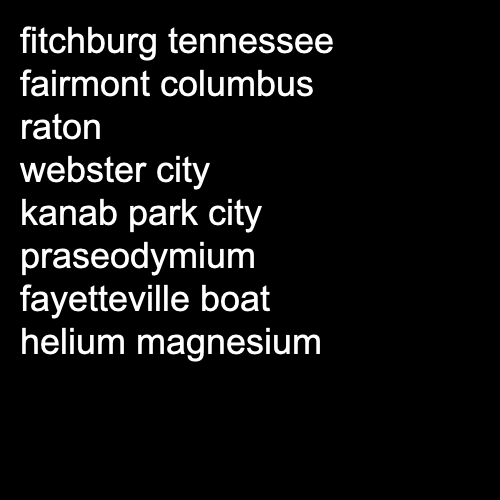 fitchburg tennessee
fairmont columbus
raton
webster city
kanab park city
praseodymium
fayetteville boat
helium magnesium